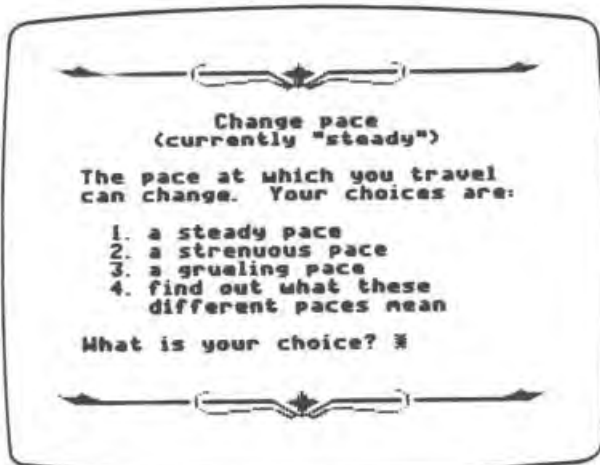 Change pace
(currently "steady")
The pace at which you travel
can change. Your choices are:
1. a steady pace
2. a strenuous pace
3. a grueling pace
4. find out what these
different paces mean
What is your choice?